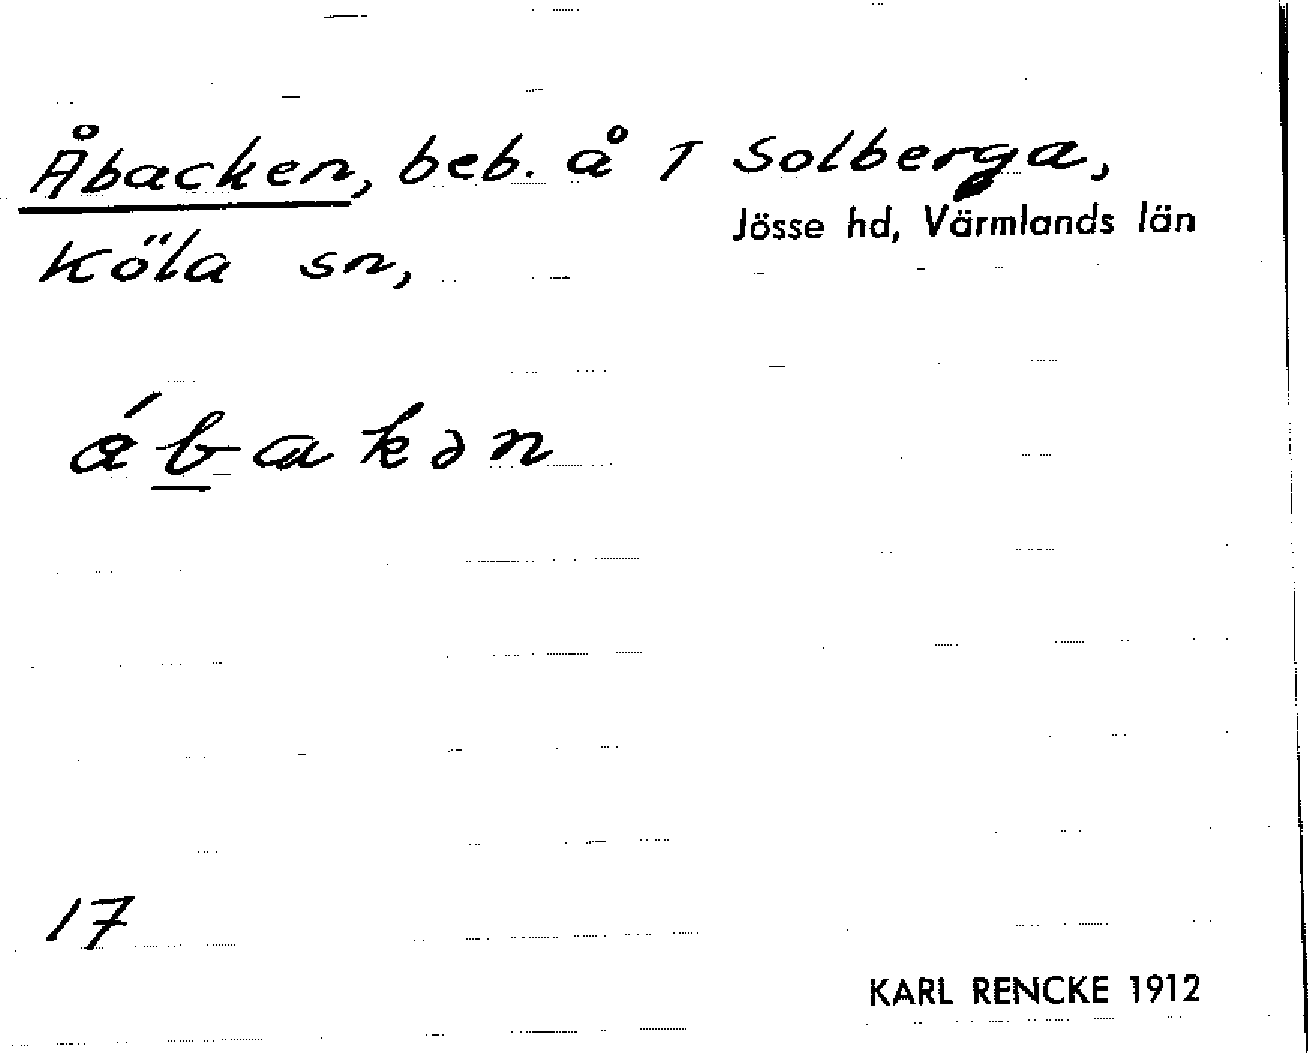 Åbacken, beb. å 1 Solberga,
Köla sn, Jösse hd, Värmlands län
ábakən
17
KARL RENCKE 1912